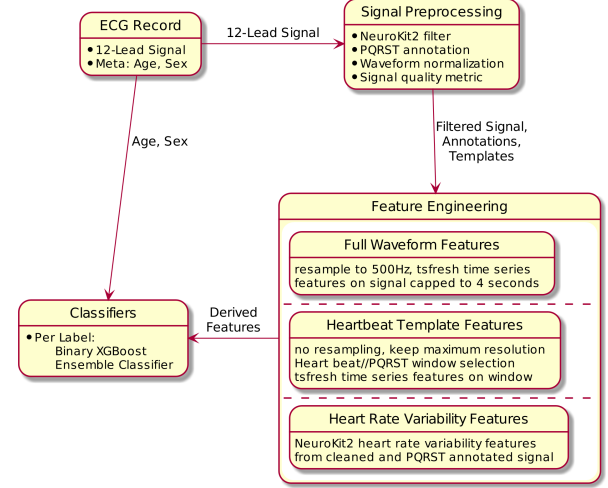 ECG Record
12-Lead Signal
Meta: Age, Sex
12-Lead Signal
Signal Preprocessing
NeuroKit2 filter
PQRST annotation
Waveform normalization
Signal quality metric
Age, Sex
Filtered Signal,
Annotations,
Templates
Feature Engineering
Full Waveform Features
resample to 500Hz, tsfresh time series
features on signal capped to 4 seconds
Heartbeat Template Features
no resampling, keep maximum resolution
Heart beat//PQRST window selection
tsfresh time series features on window
Heart Rate Variability Features
NeuroKit2 heart rate variability features
from cleaned and PQRST annotated signal
Derived
Features
Classifiers
Per Label:
Binary XGBoost
Ensemble Classifier